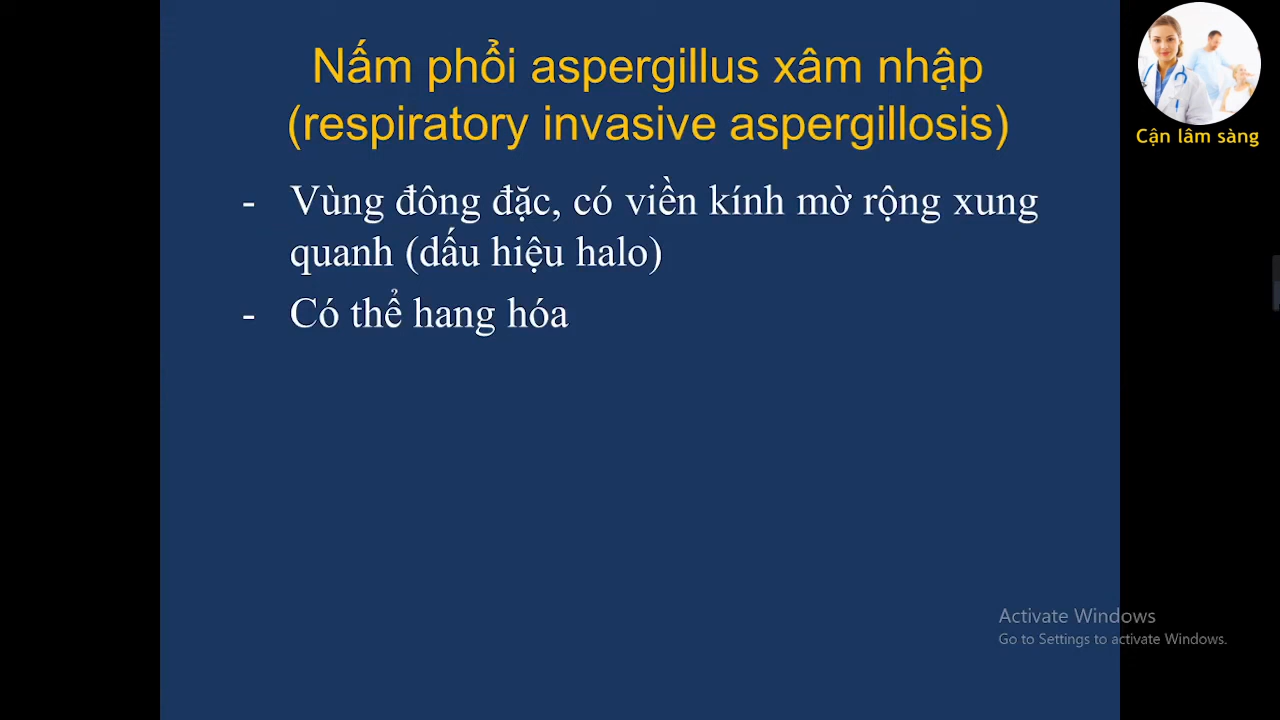 Nấm phổi aspergillus xâm nhập
(respiratory invasive aspergillosis)
Cận lâm sàng
- Vùng đông đặc, có viền kính mờ rộng xung
quanh (dấu hiệu halo)
- Có thể hang hóa
Activate Windows
Go to Settings to activate Windows.